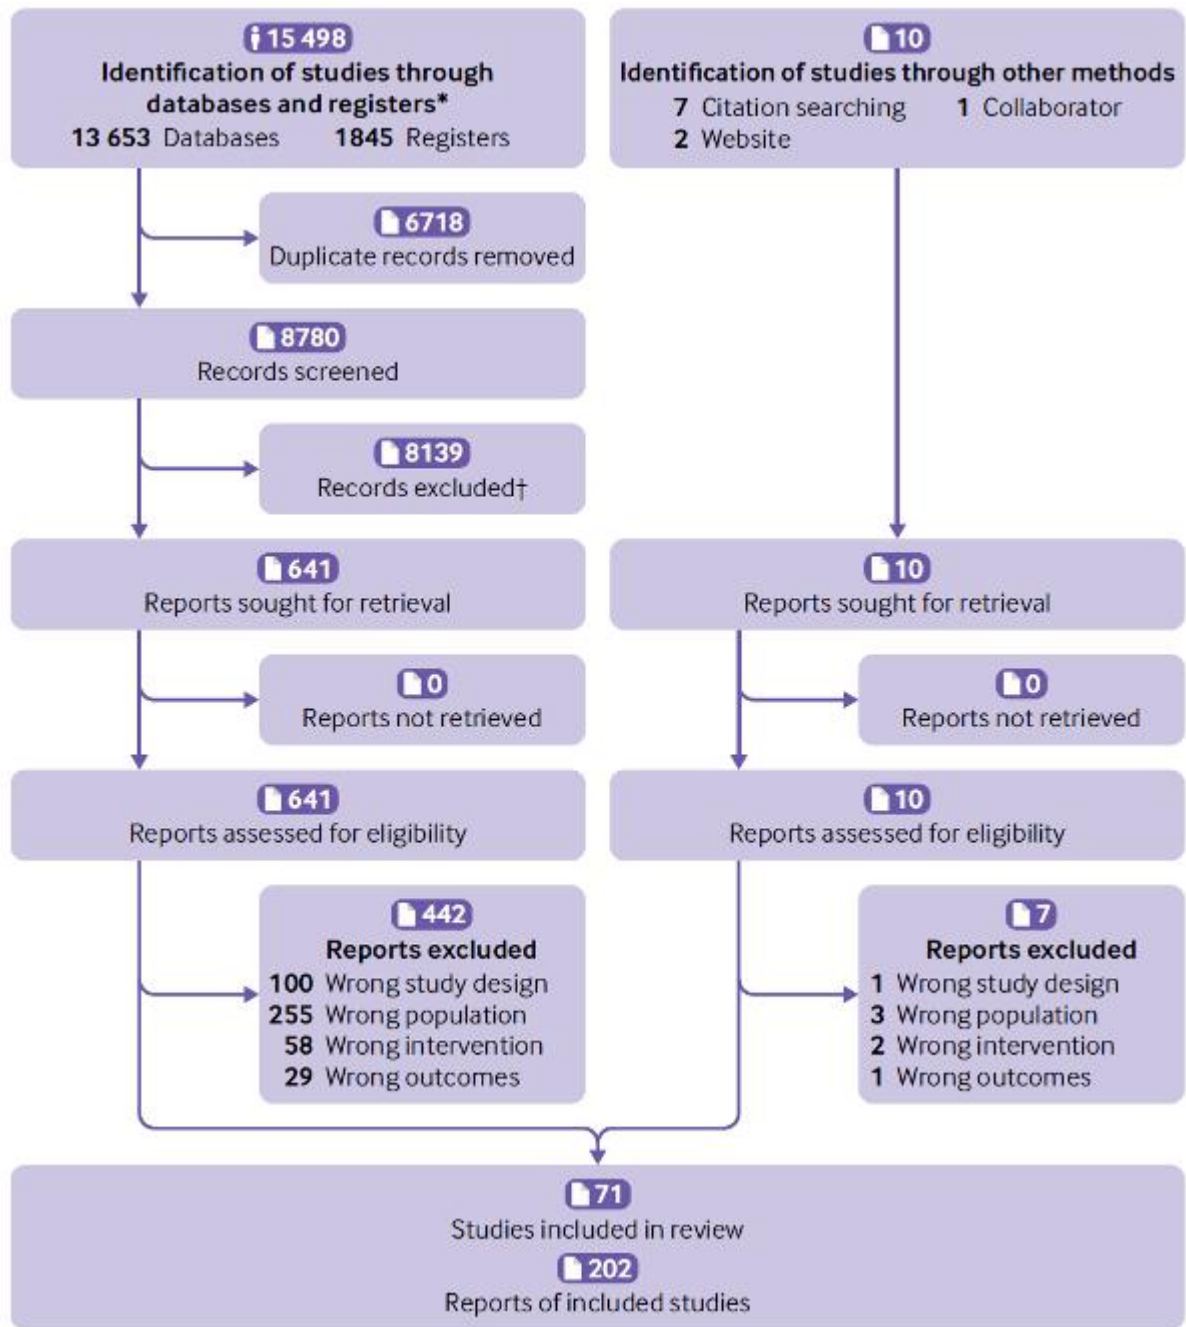 15 498
Identification of studies through
databases and registers*
13 653 Databases 1845 Registers
6718
Duplicate records removed
8780
Records screened
8139
Records excluded†
641
Reports sought for retrieval
0
Reports not retrieved
641
Reports assessed for eligibility
442
Reports excluded
100 Wrong study design
255 Wrong population
58 Wrong intervention
29 Wrong outcomes
10
Identification of studies through other methods
7 Citation searching 1 Collaborator
2 Website
10
Reports sought for retrieval
0
Reports not retrieved
10
Reports assessed for eligibility
7
Reports excluded
1 Wrong study design
3 Wrong population
2 Wrong intervention
1 Wrong outcomes
71
Studies included in review
202
Reports of included studies